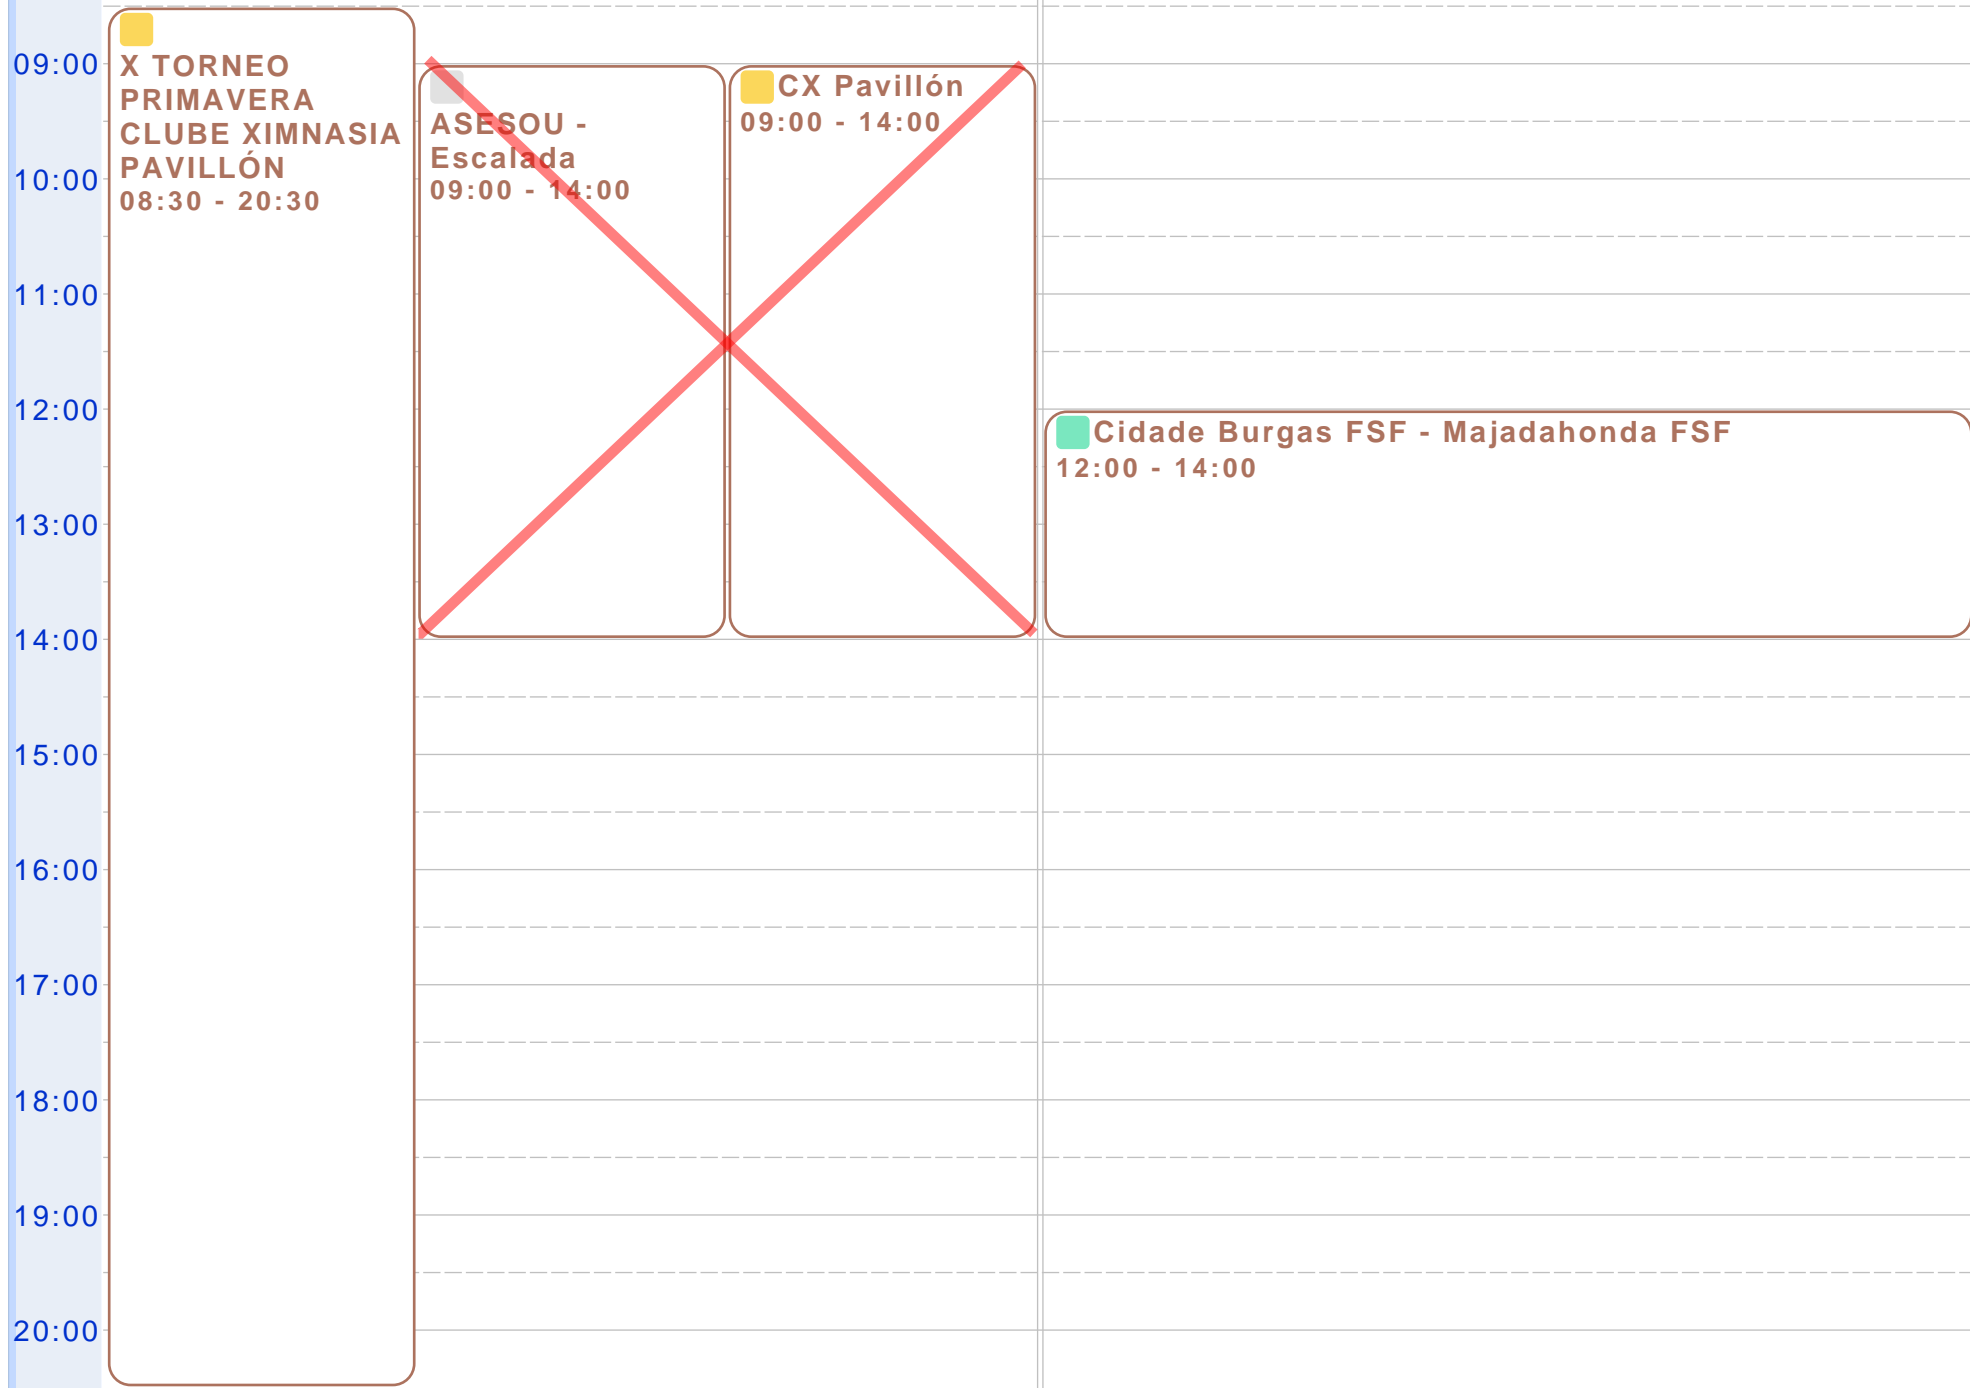 09:00
10:00
11:00
12:00
13:00
14:00
15:00
16:00
17:00
18:00
19:00
20:00
X TORNEO
PRIMAVERA
CLUBE XIMNASIA
PAVILLÓN
08:30 - 20:30
ASESOU -
Escalada
09:00 - 14:00
CX Pavillón
09:00 - 14:00
Cidade Burgas FSF - Majadahonda FSF
12:00 - 14:00